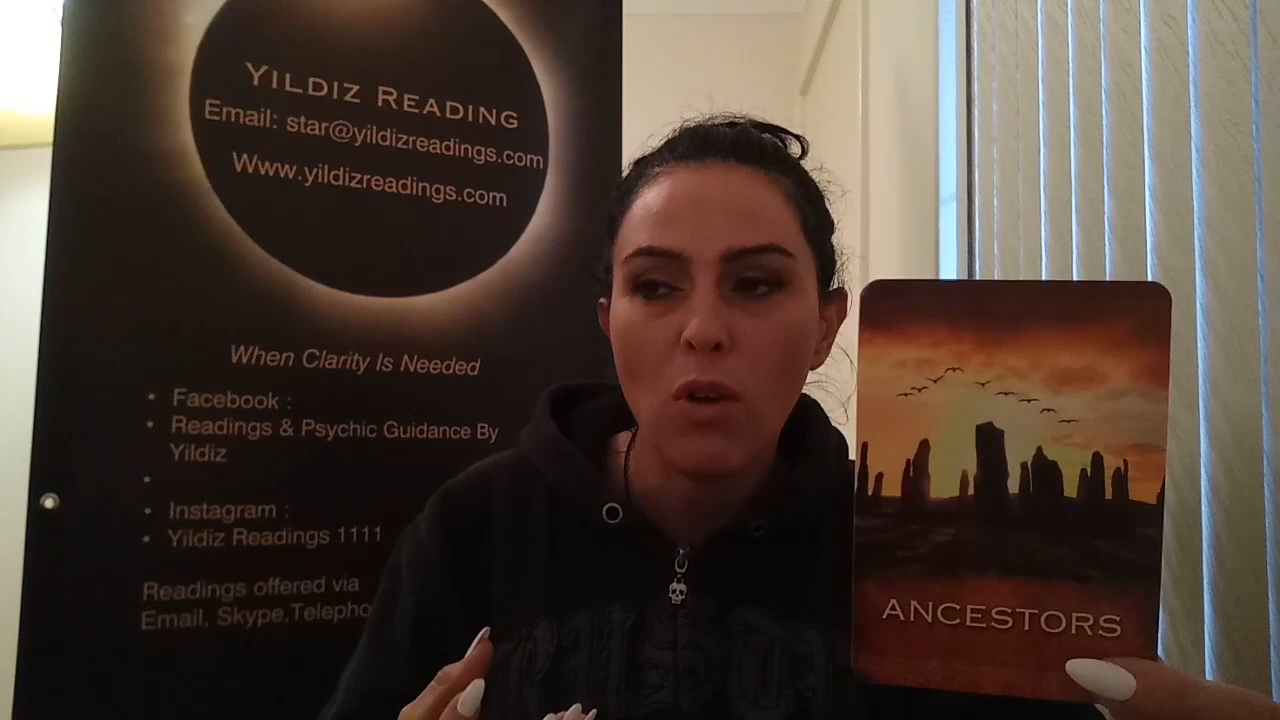 YILDIZ READING
Email: star@yildizreadings.com
Www.yildizreadings.com
When Clarity Is Needed
• Facebook :
• Readings & Psychic Guidance By
Yildiz
•
• Instagram :
• Yildiz Readings 1111
Readings offered via
Email, Skype,Telepho
ANCESTORS